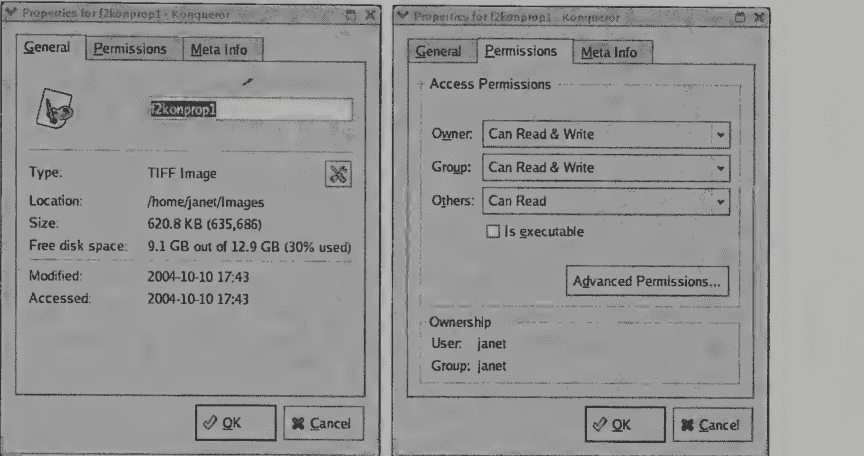 Properties for f2konprop1 - Konqueror
General Permissions Meta Info
f2konprop1
Type: TIFF Image
Location: /home/janet/Images
Size: 620.8 KB (635,686)
Free disk space: 9.1 GB out of 12.9 GB (30% used)
Modified: 2004-10-10 17:43
Accessed: 2004-10-10 17:43
OK Cancel
Properties for f2konprop1 - Konqueror
General Permissions Meta Info
Access Permissions
Owner: Can Read & Write
Group: Can Read & Write
Others: Can Read
Is executable
Advanced Permissions...
Ownership
User: janet
Group: janet
OK Cancel